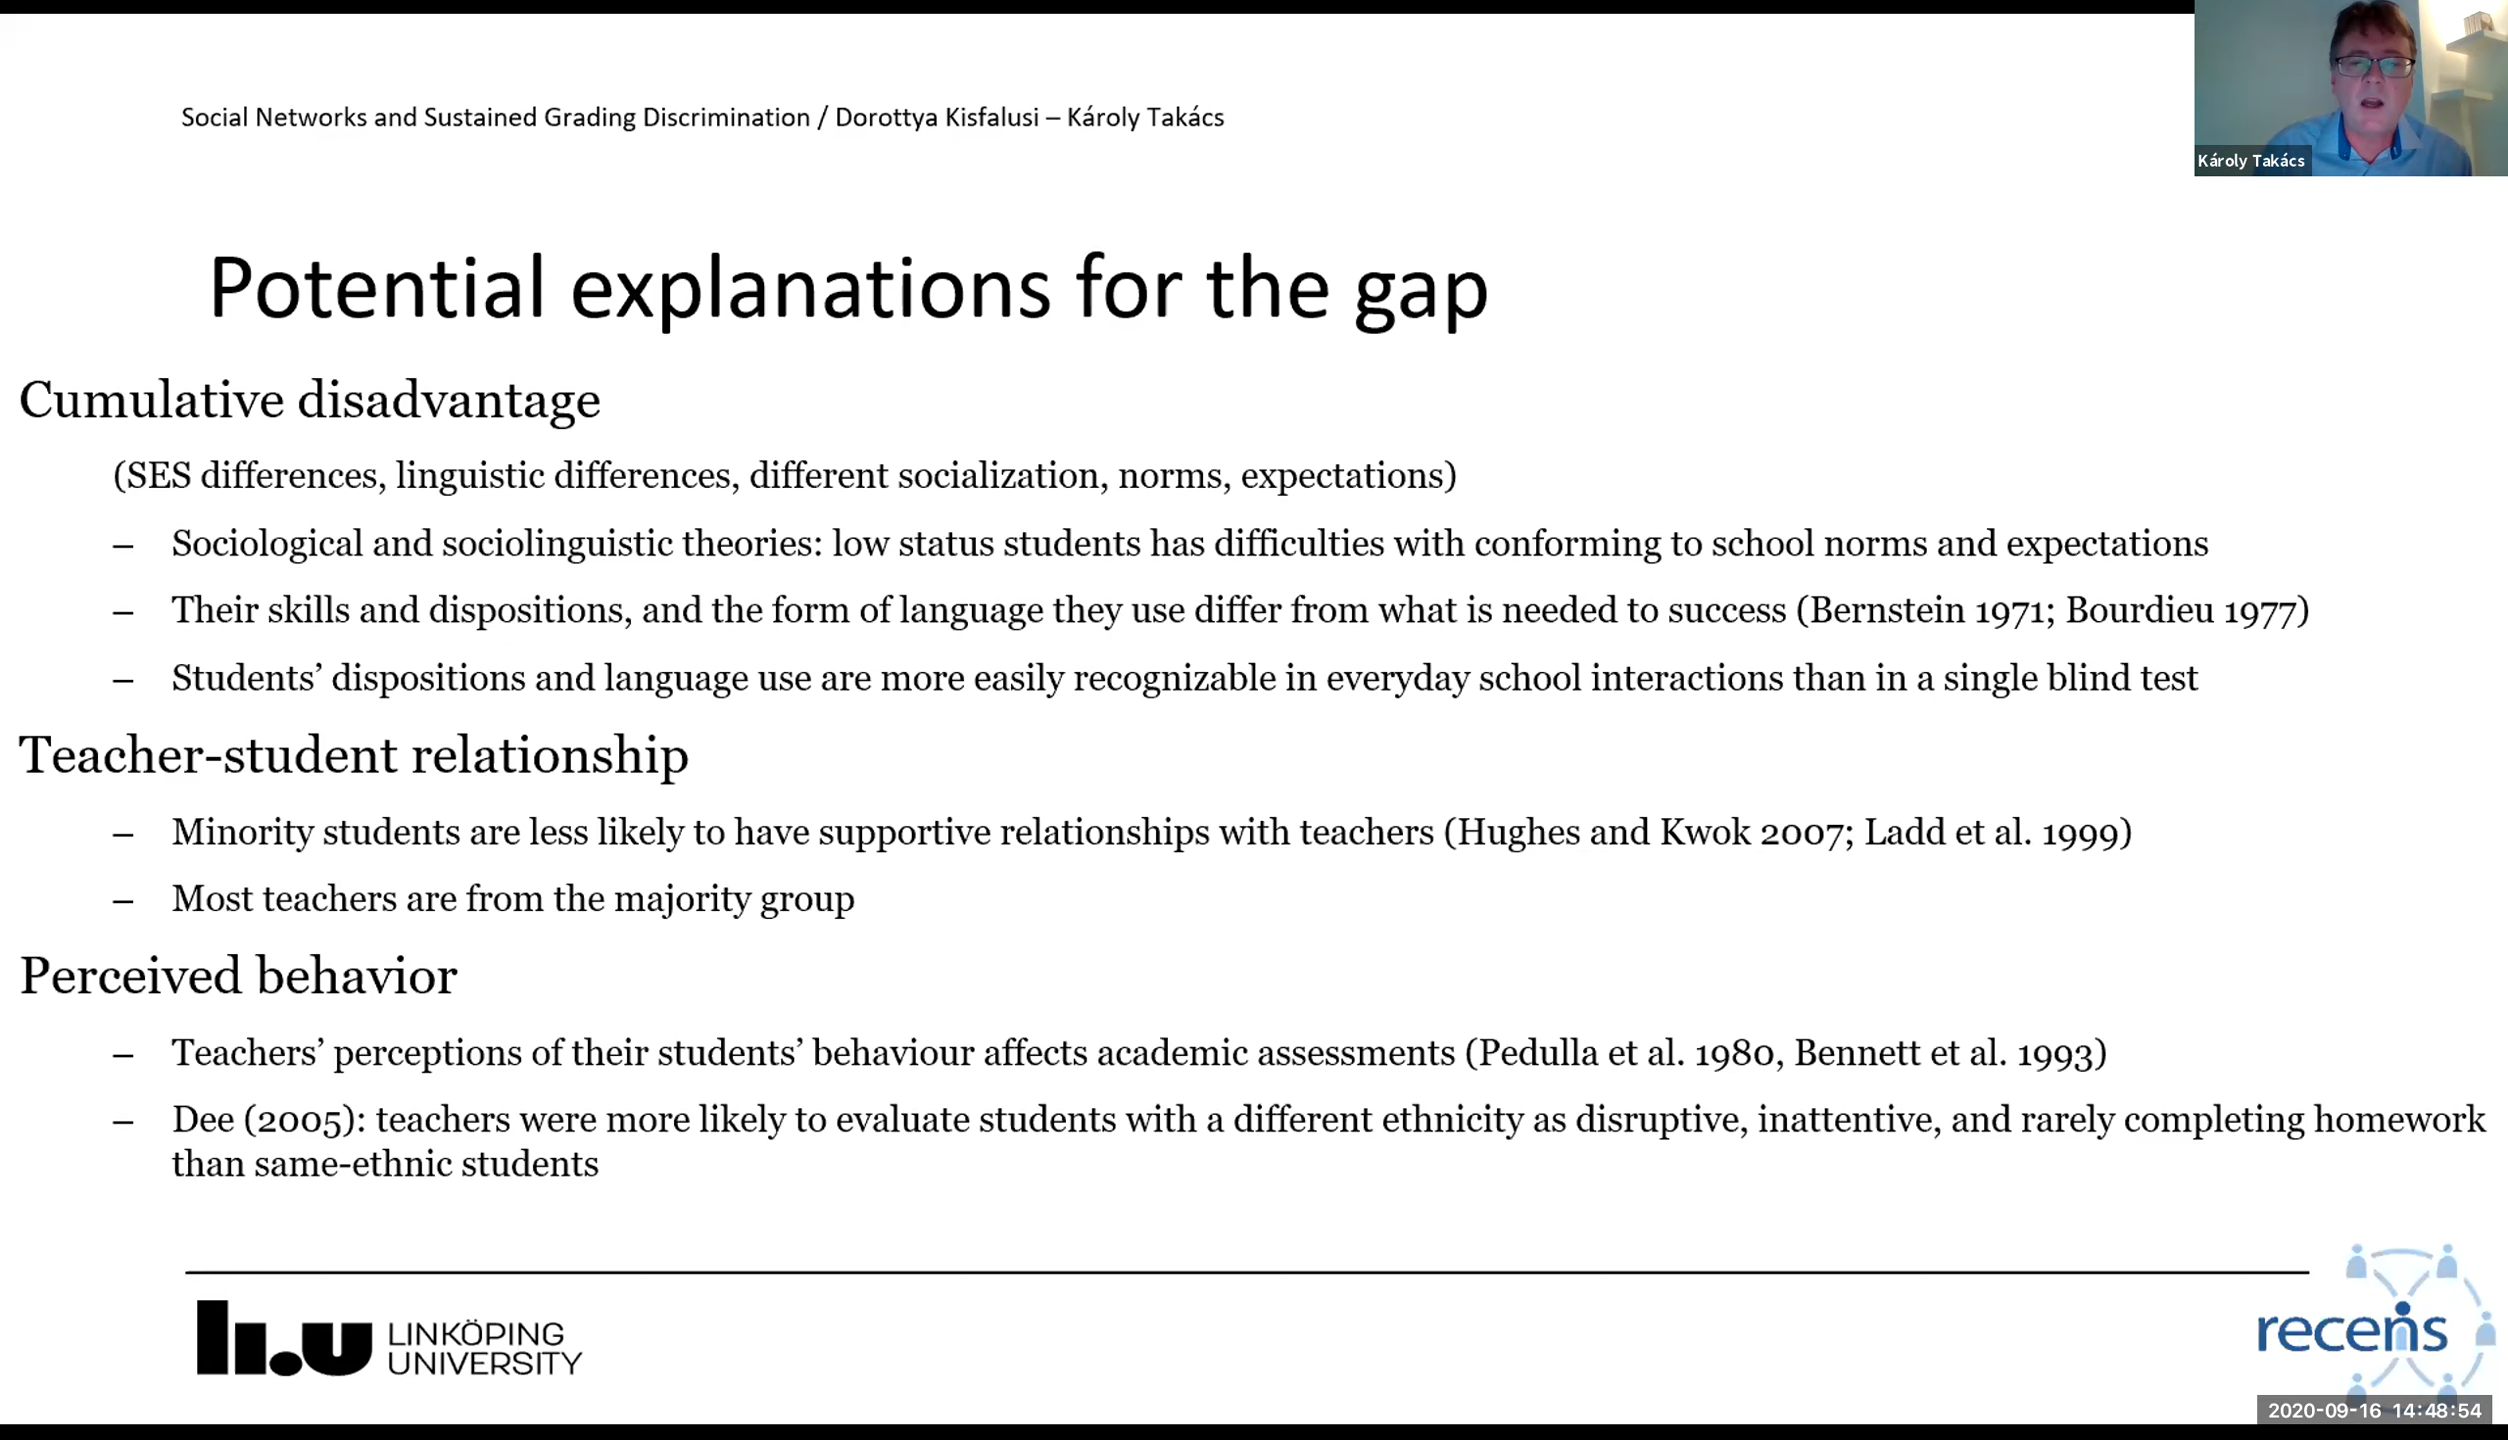 Social Networks and Sustained Grading Discrimination / Dorottya Kisfalusi – Károly Takács
Károly Takács
Potential explanations for the gap
Cumulative disadvantage
(SES differences, linguistic differences, different socialization, norms, expectations)
– Sociological and sociolinguistic theories: low status students has difficulties with conforming to school norms and expectations
– Their skills and dispositions, and the form of language they use differ from what is needed to success (Bernstein 1971; Bourdieu 1977)
– Students’ dispositions and language use are more easily recognizable in everyday school interactions than in a single blind test
Teacher-student relationship
– Minority students are less likely to have supportive relationships with teachers (Hughes and Kwok 2007; Ladd et al. 1999)
– Most teachers are from the majority group
Perceived behavior
– Teachers’ perceptions of their students’ behaviour affects academic assessments (Pedulla et al. 1980, Bennett et al. 1993)
– Dee (2005): teachers were more likely to evaluate students with a different ethnicity as disruptive, inattentive, and rarely completing homework
than same-ethnic students
li.u LINKÖPING
UNIVERSITY
recens
2020-09-16 14:48:54